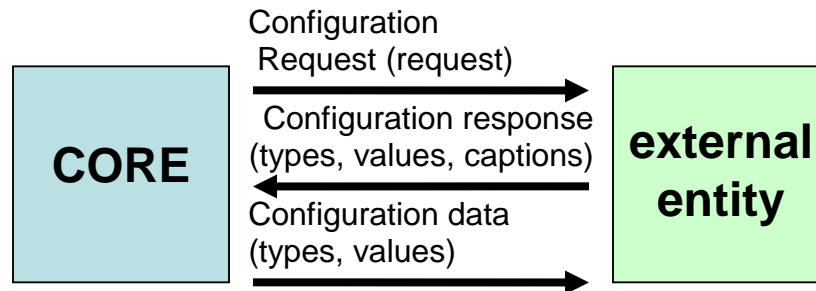 Configuration
Request (request)
Configuration response
(types, values, captions)
Configuration data
(types, values)
CORE
external
entity